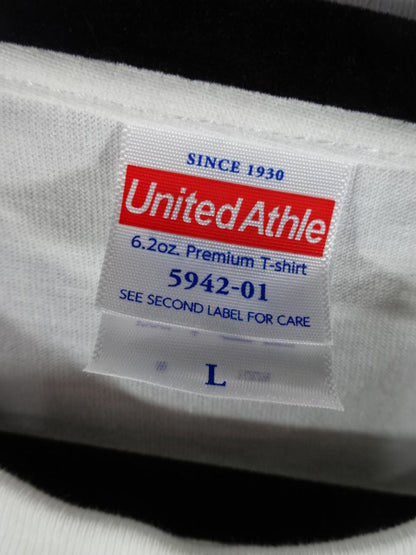 SINCE 1930
UnitedAthle
6.2oz. Premium T-shirt
5942-01
SEE SECOND LABEL FOR CARE
L